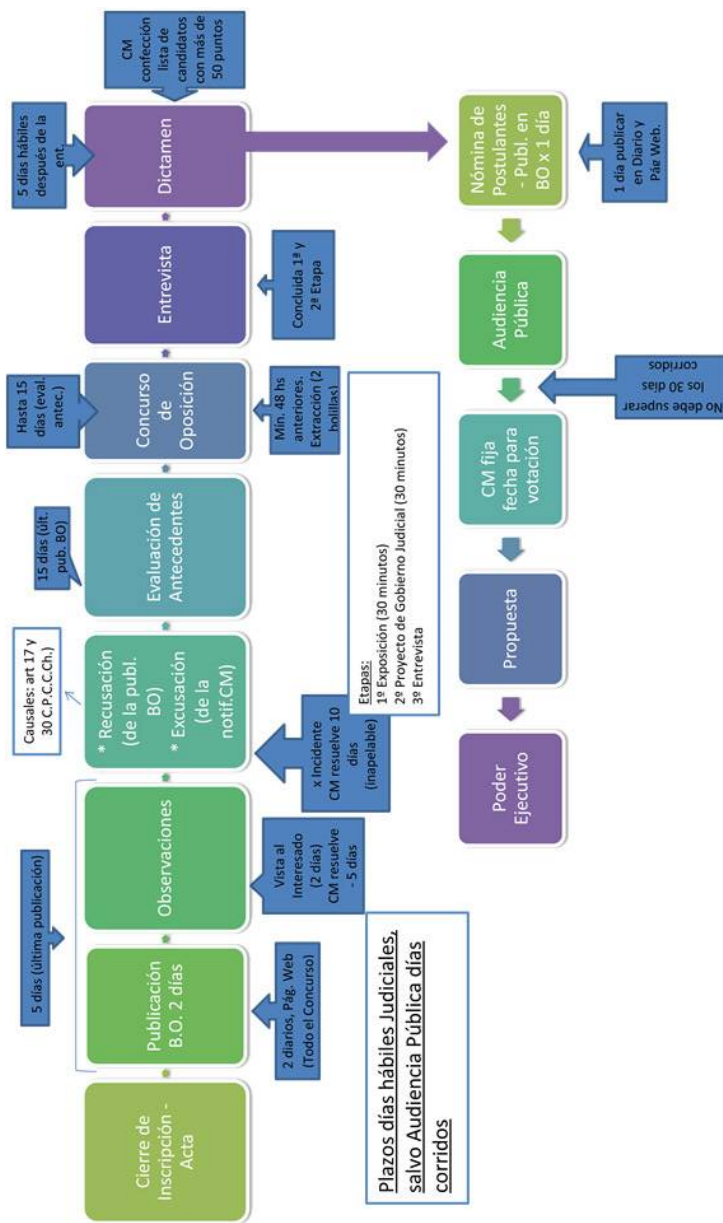 5 días (última publicación)
Causales: art 17 y
30 C.P.C.C.Ch.)
15 días (últ.
pub. BO)
Hasta 15
días (eval.
antec.)
5 días hábiles
después de la
ent.
CM
confección
lista de
candidatos
con más de
50 puntos
Cierre de
Inscripción -
Acta
Publicación
B.O. 2 días
Observaciones
* Recusación
(de la publ.
BO)
* Excusación
(de la
notif.CM)
Evaluación de
Antecedentes
Concurso
de
Oposición
Entrevista
Dictamen
2 diarios, Pág. Web
(Todo el Concurso)
Vista al
Interesado
(2 días)
CM resuelve
- 5 días
x Incidente
CM resuelve 10
días
(inapelable)
Mín. 48 hs
anteriores.
Extracción (2
bolillas)
Concluida 1ª y
2ª Etapa
Etapas:
1º Exposición (30 minutos)
2º Proyecto de Gobierno Judicial (30 minutos)
3º Entrevista
Plazos días hábiles Judiciales,
salvo Audiencia Pública días
corridos
Poder
Ejecutivo
Propuesta
CM fija
fecha para
votación
Audiencia
Pública
Nómina de
Postulantes
- Publ. en
BO x 1 día
No debe superar
los 30 días
corridos
1 día publicar
en Diario y
Pág Web.